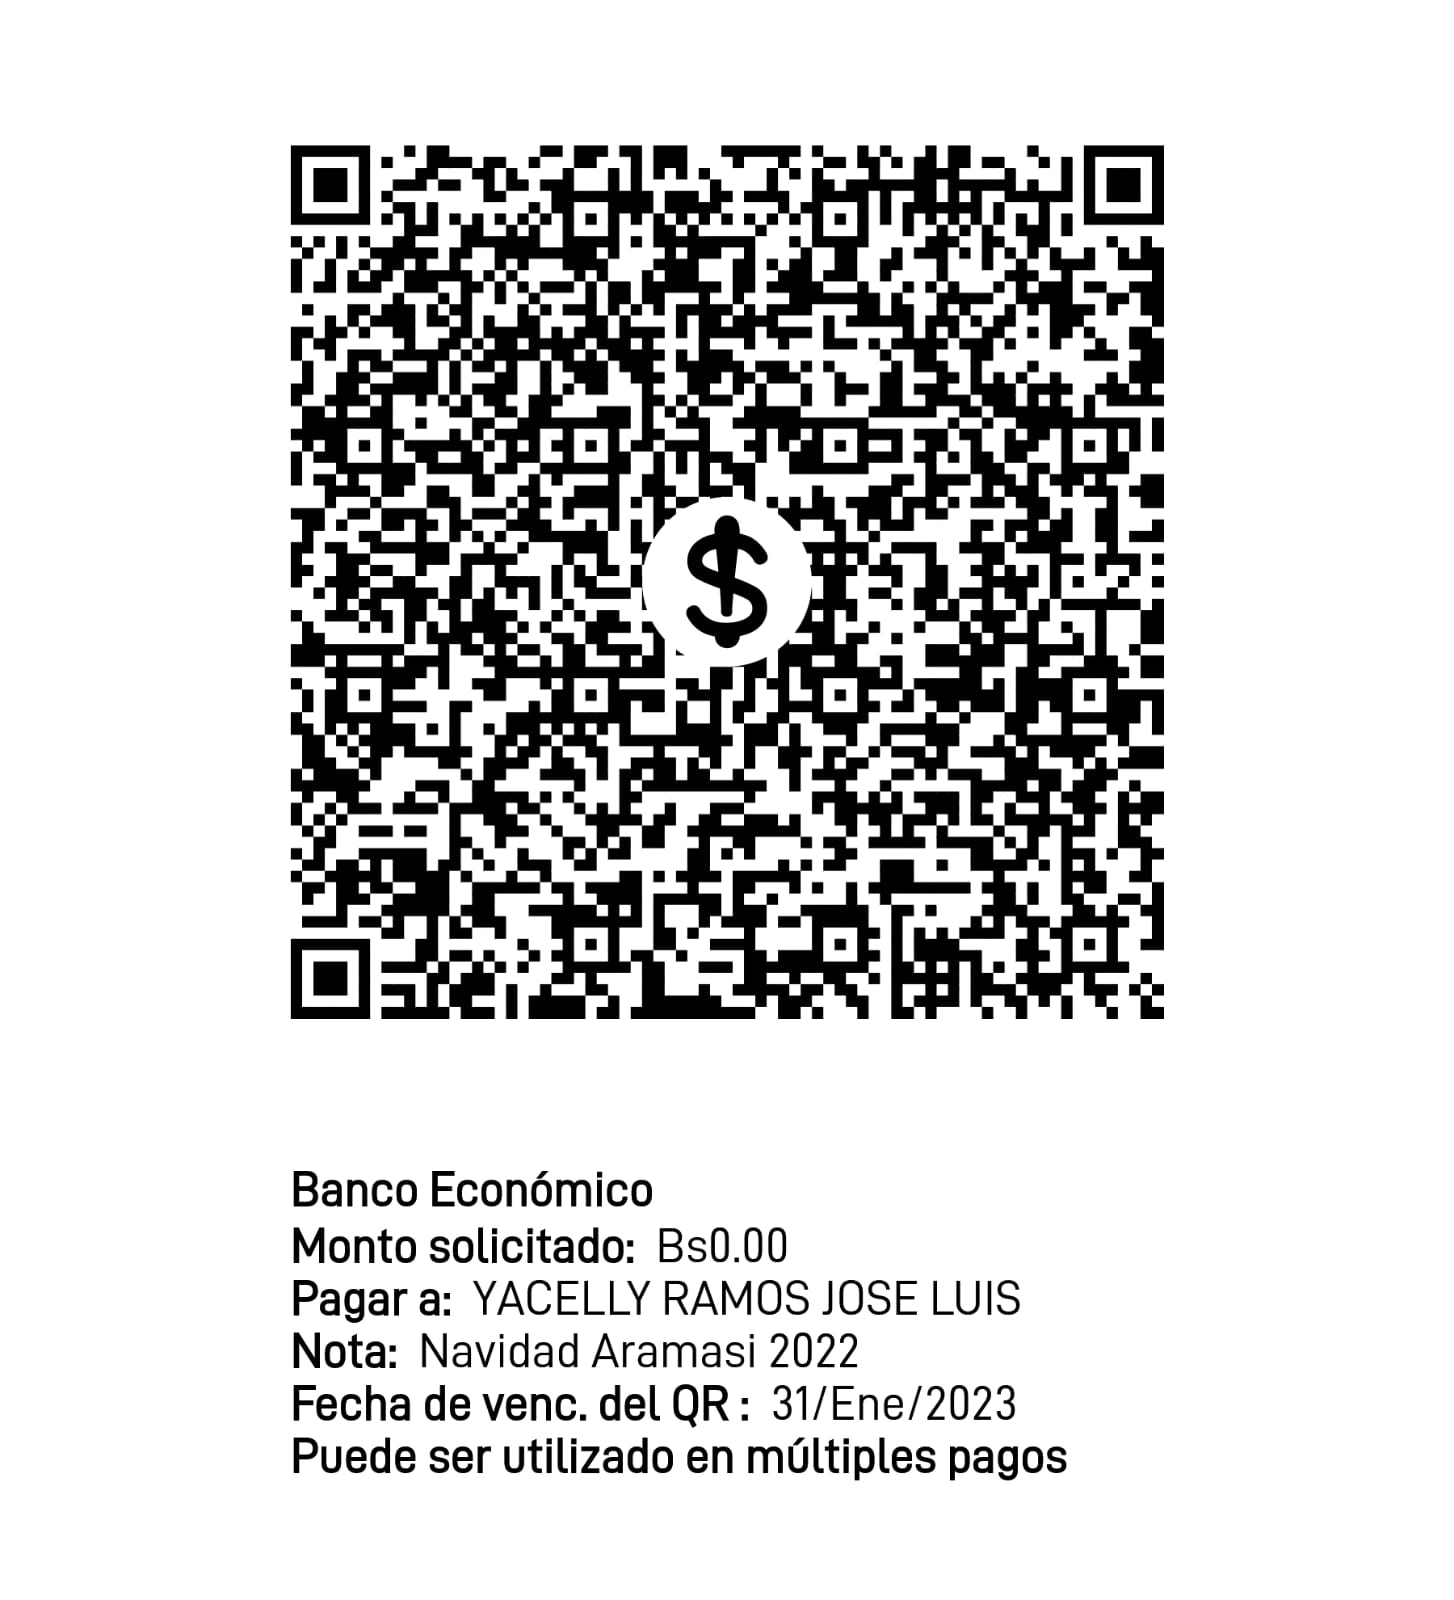 $
Banco Económico
Monto solicitado: Bs0.00
Pagar a: YACELLY RAMOS JOSE LUIS
Nota: Navidad Aramasi 2022
Fecha de venc. del QR : 31/Ene/2023
Puede ser utilizado en múltiples pagos